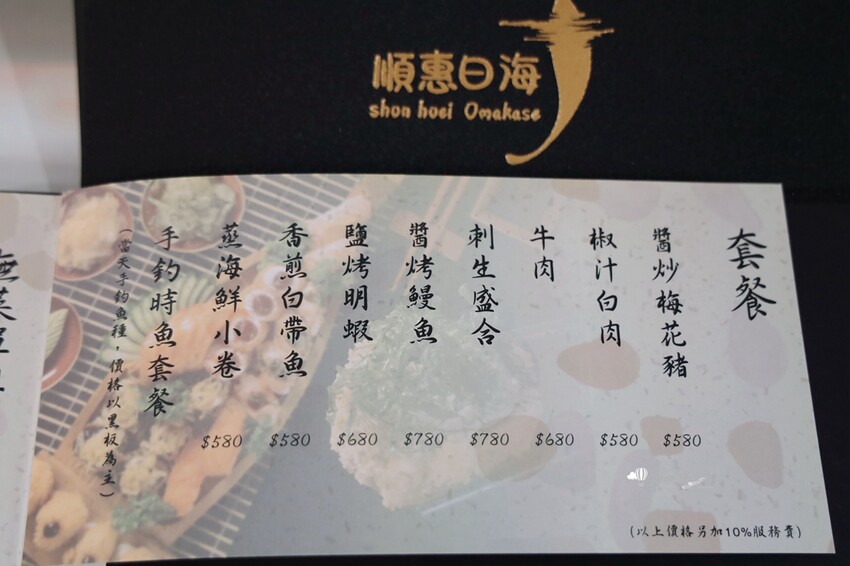 順惠日海
shun huei Omakase
套餐
醬炒梅花豬 $580
椒汁白肉 $580
牛肉 $680
刺生盛合 $780
醬烤鰻魚 $780
鹽烤明蝦 $680
香煎白帶魚 $580
蒸海鮮小卷 $580
手釣時魚套餐
(當天手釣魚種，價格以黑板為主)
(以上價格另加10%服務費)